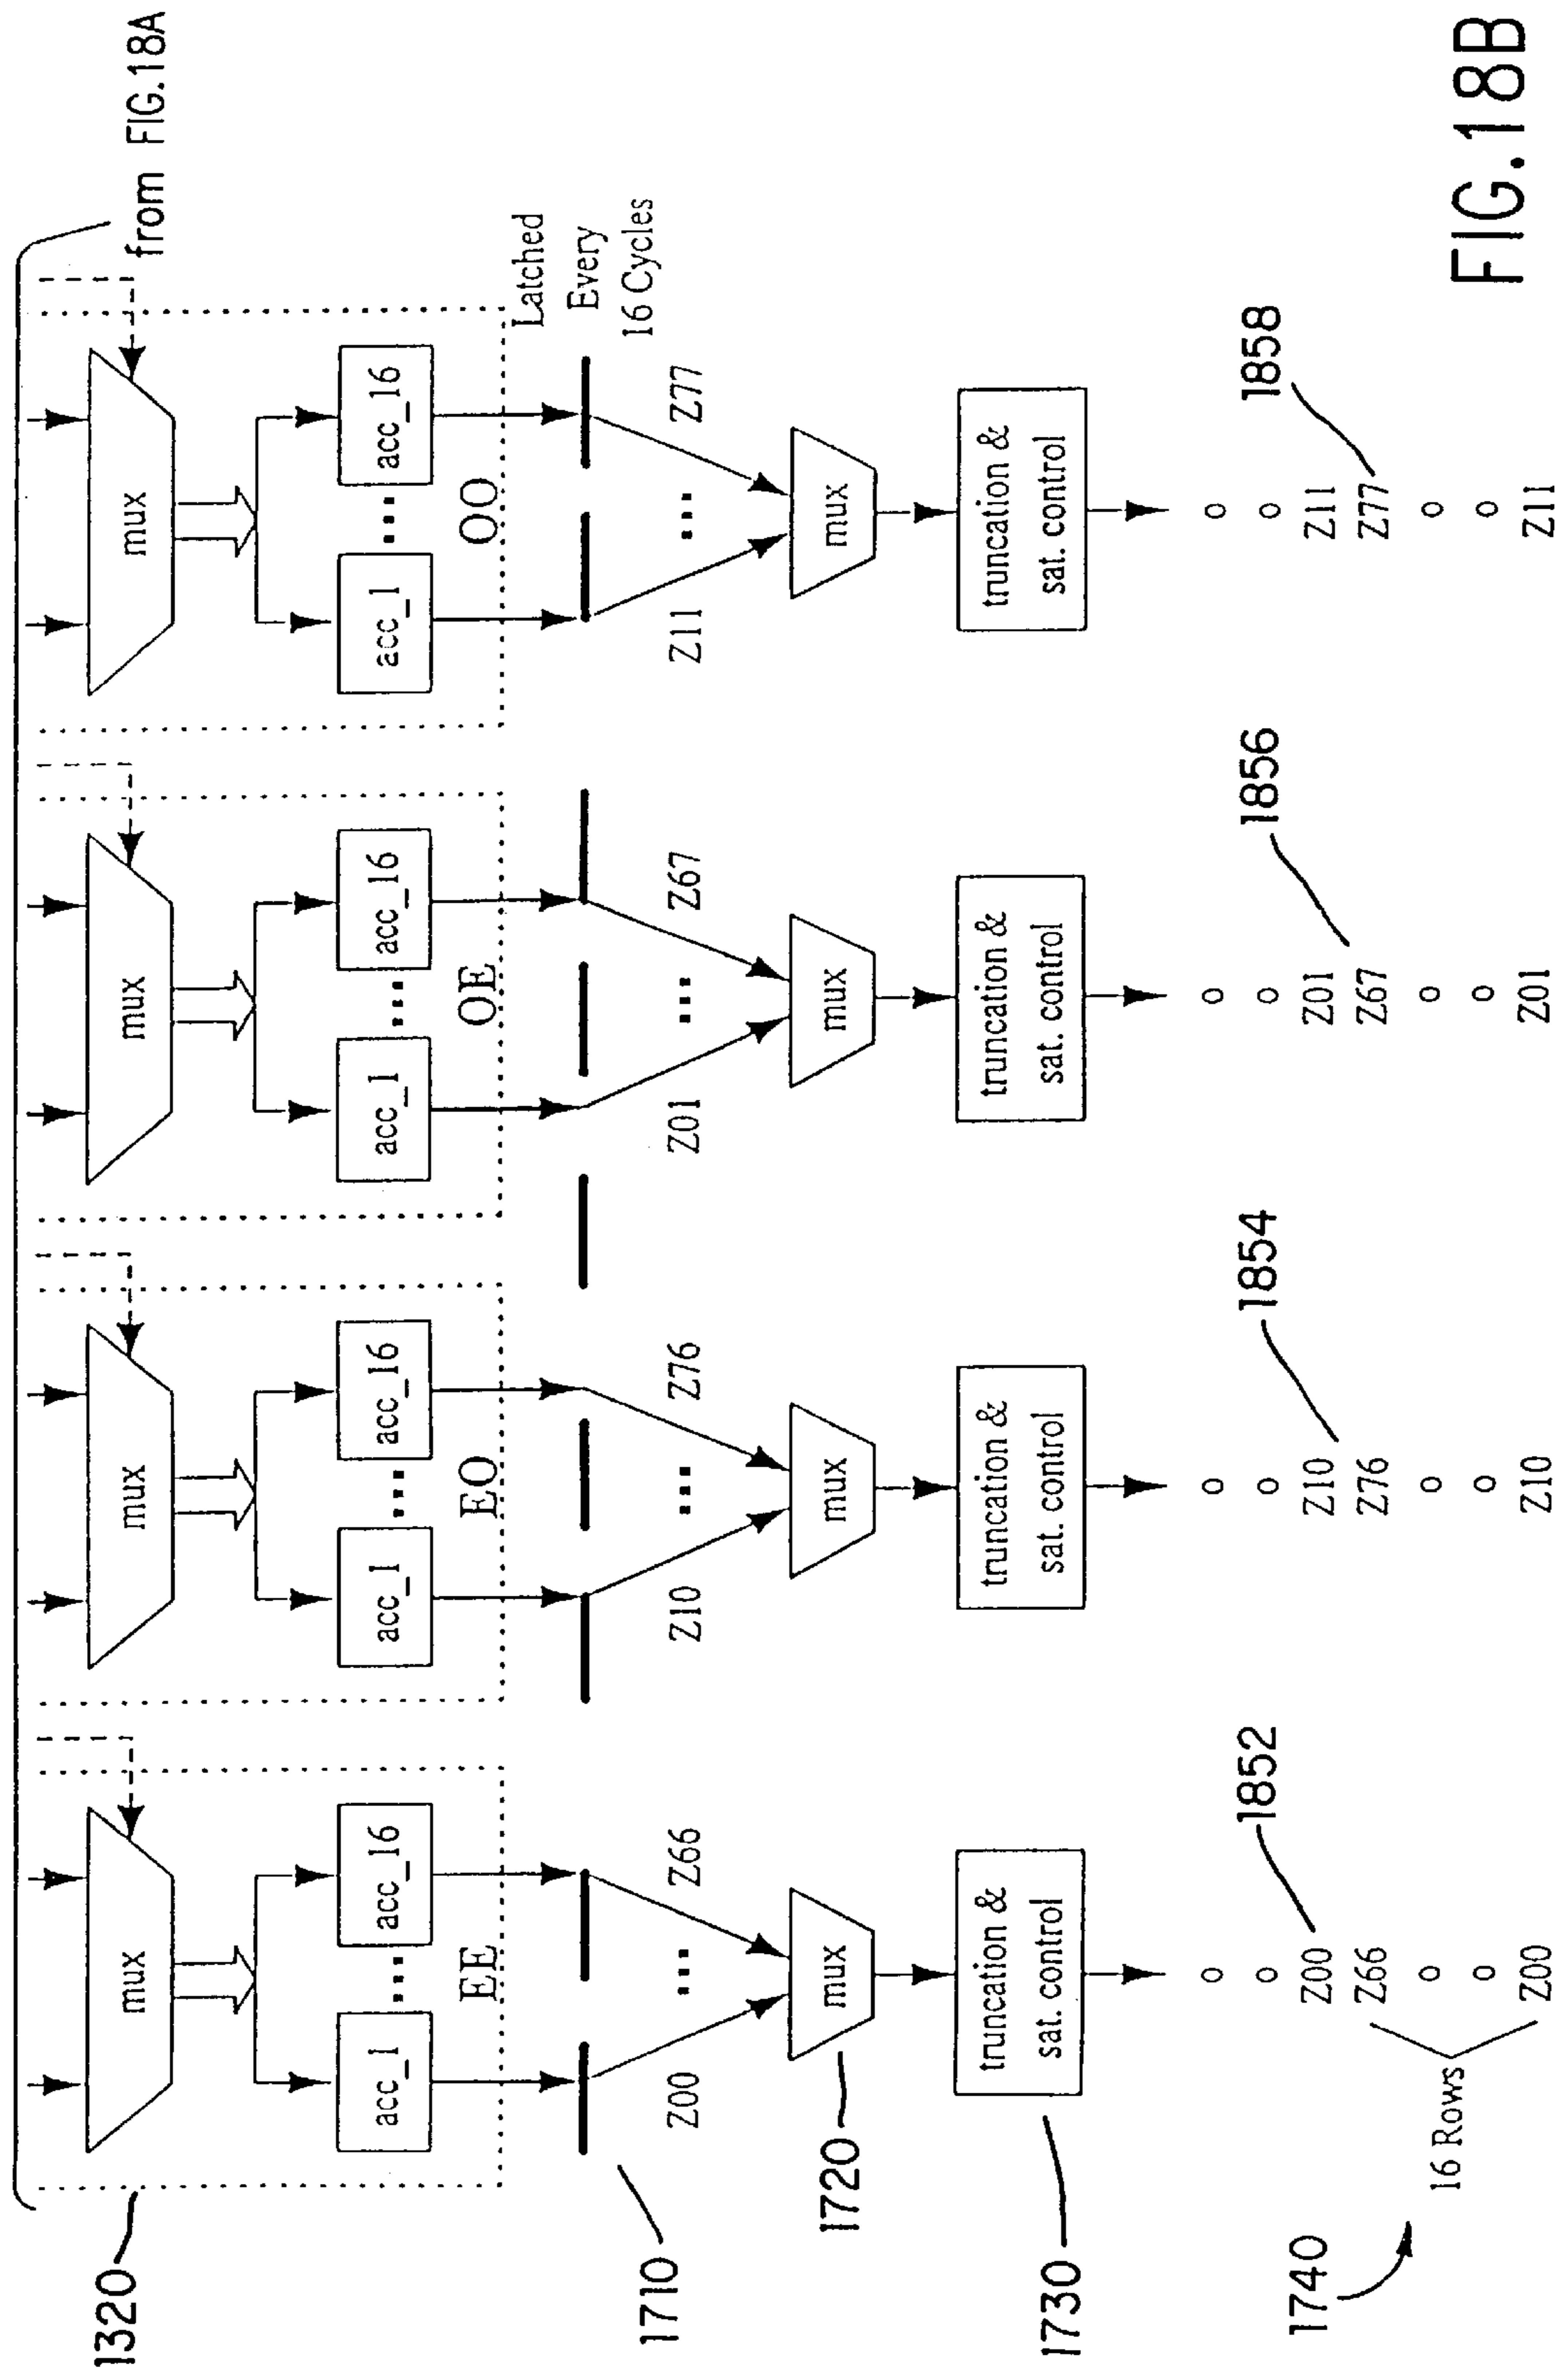 from FIG.18A
1320
mux mux mux mux
acc_1 ... acc_16 acc_1 ... acc_16 acc_1 ... acc_16 acc_1 ... acc_16
EE EO OE OO
Latched
Every
16 Cycles
1710
Z00 ... Z66 Z10 ... Z76 Z01 ... Z67 Z11 ... Z77
1720
mux mux mux mux
truncation & truncation & truncation & truncation &
sat. control sat. control sat. control sat. control
1730
1852 1854 1856 1858
o o o o
o o o o
1740
Z00 Z10 Z01 Z11
Z66 Z76 Z67 Z77
o o o o
16 Rows
o o o o
Z00 Z10 Z01 Z11
FIG.18B